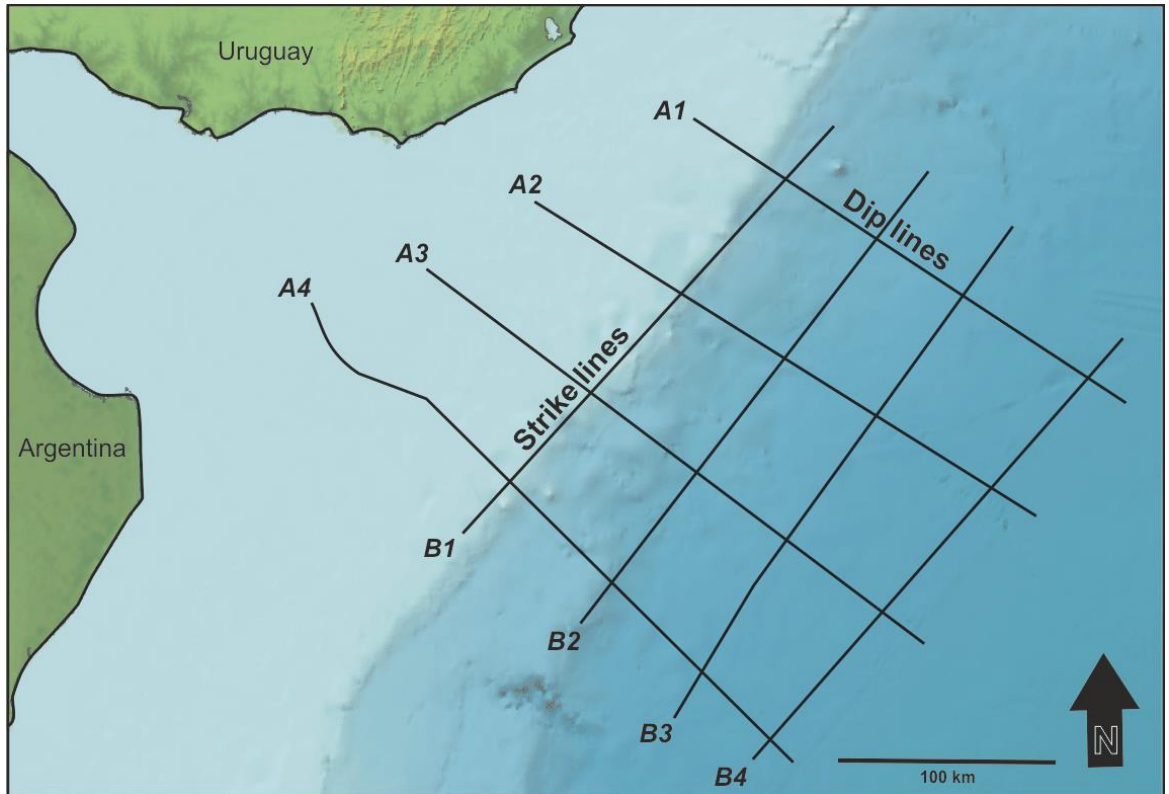 Uruguay
A1
A2
Dip lines
A3
A4
Strike lines
Argentina
B1
B2
B3
B4
N
100 km